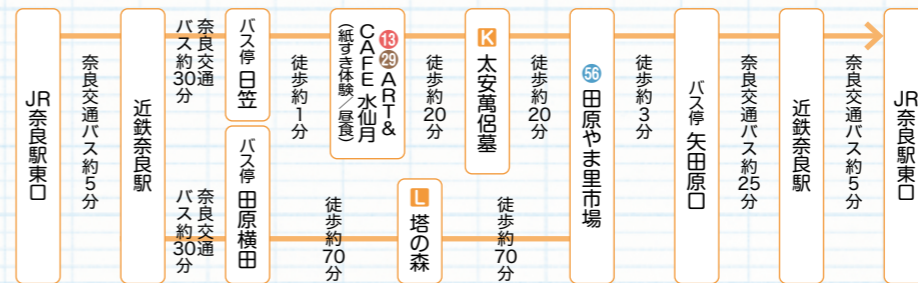 JR奈良駅東口
奈良交通バス約5分
近鉄奈良駅
奈良交通
バス約30分
バス停 日笠
徒歩約1分
13 29 ART&
CAFE 水仙月
(紙すき体験/昼食)
徒歩約20分
K 太安萬侶墓
徒歩約20分
奈良交通
バス約30分
バス停 田原横田
徒歩約70分
L 塔の森
徒歩約70分
56 田原やま里市場
徒歩約3分
バス停 矢田原口
奈良交通バス約25分
近鉄奈良駅
奈良交通バス約5分
JR奈良駅東口